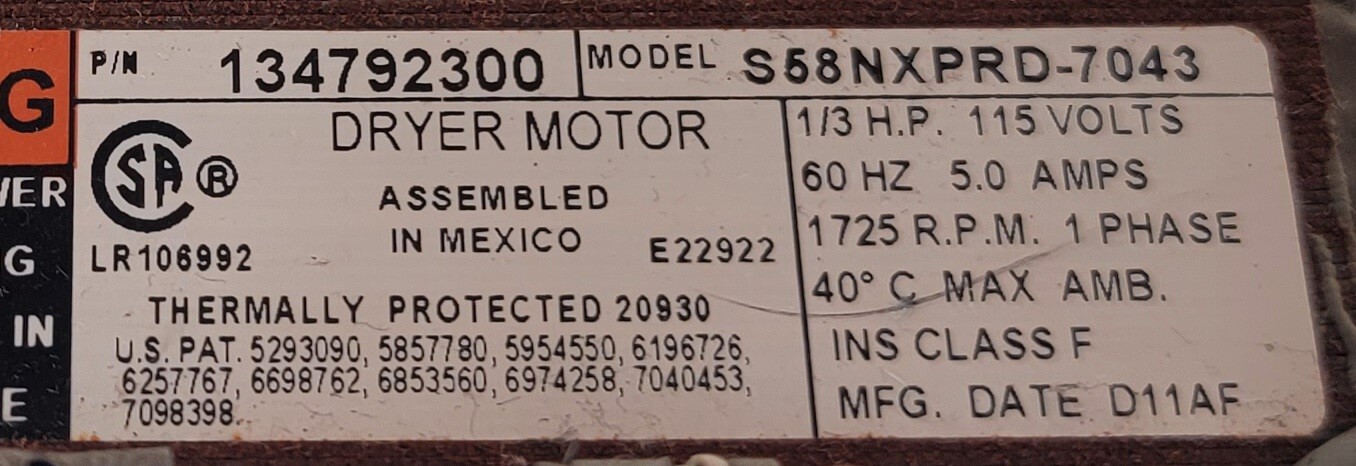 G
VER
G
IN
E
P/N 134792300 MODEL S58NXPRD-7043
DRYER MOTOR
SA ®
ASSEMBLED
IN MEXICO
LR106992
E22922
THERMALLY PROTECTED 20930
U.S. PAT. 5293090, 5857780, 5954550, 6196726,
6257767, 6698762, 6853560, 6974258, 7040453,
7098398.
1/3 H.P. 115 VOLTS
60 HZ 5.0 AMPS
1725 R.P.M. 1 PHASE
40° C MAX AMB.
INS CLASS F
MFG. DATE D11AF